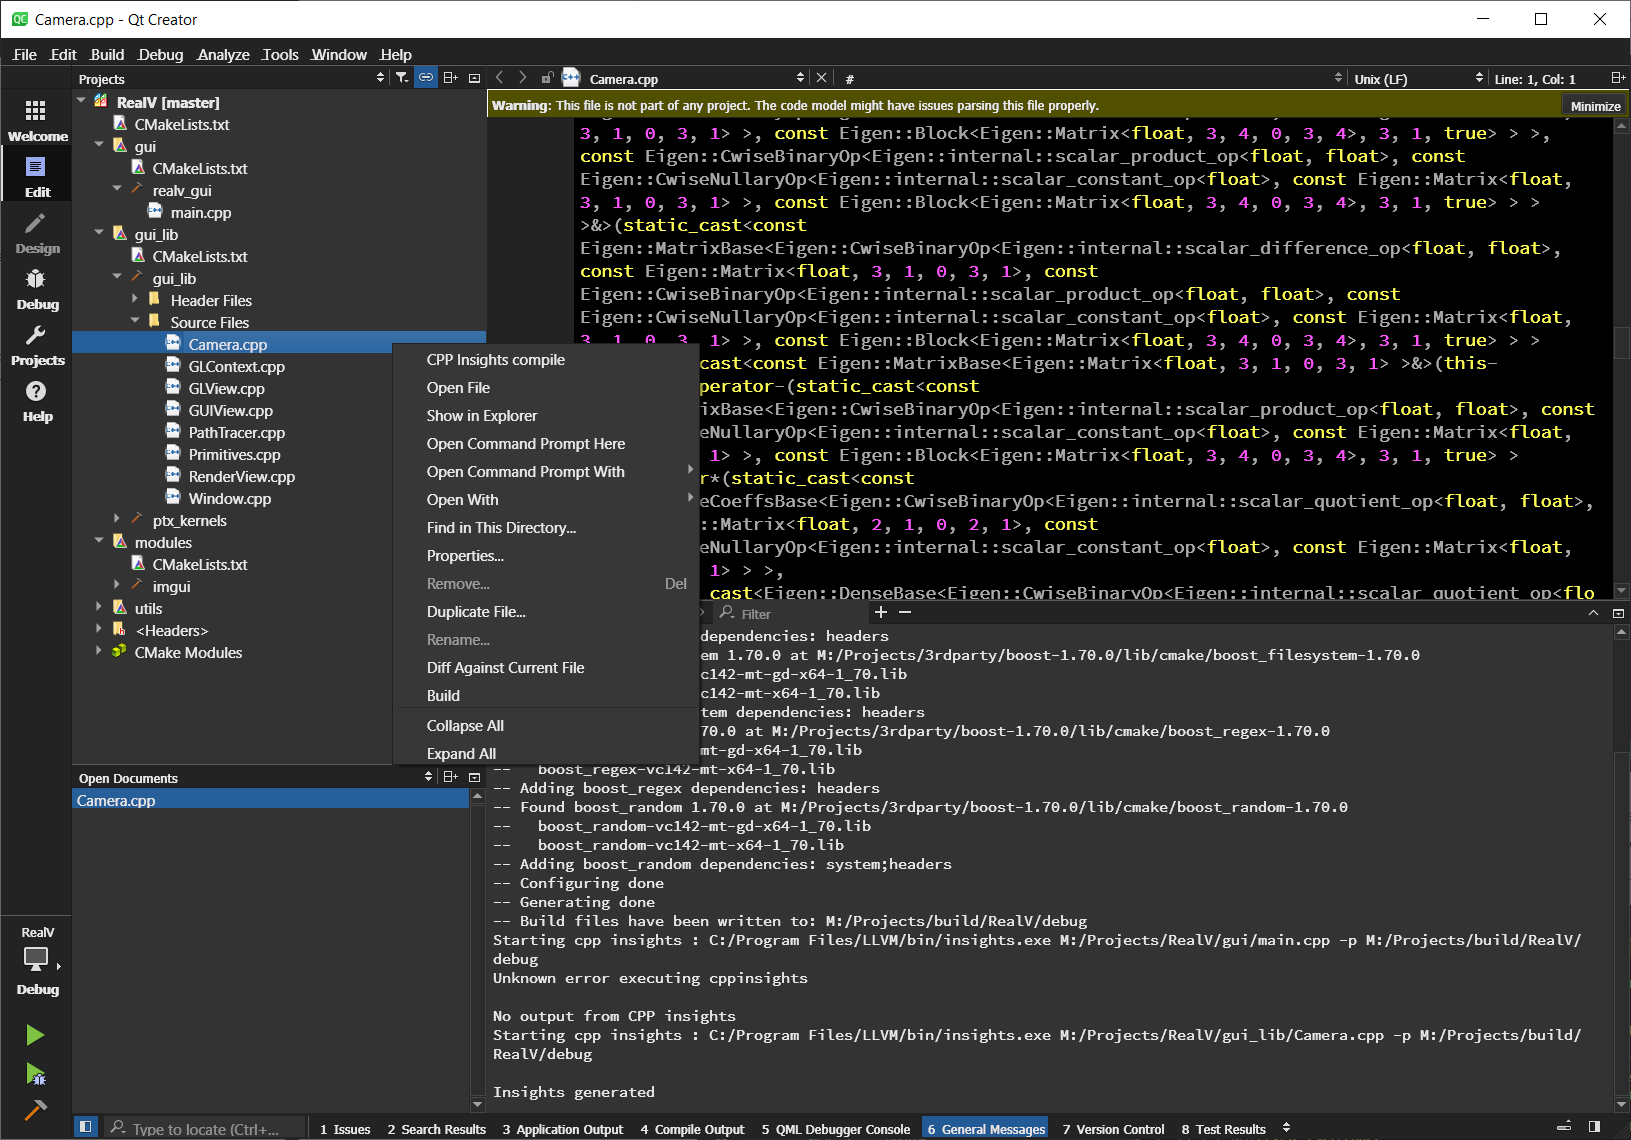 Camera.cpp - Qt Creator
File Edit Build Debug Analyze Tools Window Help
Projects
Camera.cpp
#
Unix (LF)
Line: 1, Col: 1
Welcome
Edit
Design
Debug
Projects
Help
RealV [master]
CMakeLists.txt
gui
CMakeLists.txt
realv_gui
main.cpp
gui_lib
CMakeLists.txt
gui_lib
Header Files
Source Files
Camera.cpp
GLContext.cpp
GLView.cpp
GUIView.cpp
PathTracer.cpp
Primitives.cpp
RenderView.cpp
Window.cpp
ptx_kernels
modules
CMakeLists.txt
imgui
utils
<Headers>
CMake Modules
Warning: This file is not part of any project. The code model might have issues parsing this file properly.
Minimize
3, 1, 0, 3, 1> >, const Eigen::Block<Eigen::Matrix<float, 3, 4, 0, 3, 4>, 3, 1, true> > >,
const Eigen::CwiseBinaryOp<Eigen::internal::scalar_product_op<float, float>, const
Eigen::CwiseNullaryOp<Eigen::internal::scalar_constant_op<float>, const Eigen::Matrix<float,
3, 1, 0, 3, 1> >, const Eigen::Block<Eigen::Matrix<float, 3, 4, 0, 3, 4>, 3, 1, true> > >
>&>(static_cast<const
Eigen::MatrixBase<Eigen::CwiseBinaryOp<Eigen::internal::scalar_difference_op<float, float>,
const Eigen::Matrix<float, 3, 1, 0, 3, 1>, const
Eigen::CwiseBinaryOp<Eigen::internal::scalar_product_op<float, float>, const
Eigen::CwiseNullaryOp<Eigen::internal::scalar_constant_op<float>, const Eigen::Matrix<float,
3, 1, 0, 3, 1> >, const Eigen::Block<Eigen::Matrix<float, 3, 4, 0, 3, 4>, 3, 1, true> > >
cast<const Eigen::MatrixBase<Eigen::Matrix<float, 3, 1, 0, 3, 1> >&>(this-
perator-(static_cast<const
ixBase<Eigen::CwiseBinaryOp<Eigen::internal::scalar_product_op<float, float>, const
eNullaryOp<Eigen::internal::scalar_constant_op<float>, const Eigen::Matrix<float,
1> >, const Eigen::Block<Eigen::Matrix<float, 3, 4, 0, 3, 4>, 3, 1, true> >
r*(static_cast<const
eCoeffsBase<Eigen::CwiseBinaryOp<Eigen::internal::scalar_quotient_op<float, float>,
::Matrix<float, 2, 1, 0, 2, 1>, const
eNullaryOp<Eigen::internal::scalar_constant_op<float>, const Eigen::Matrix<float,
1> > >,
cast<Eigen::DenseBase<Eigen::CwiseBinaryOp<Eigen::internal::scalar_quotient_op<flo
CPP Insights compile
Open File
Show in Explorer
Open Command Prompt Here
Open Command Prompt With
Open With
Find in This Directory...
Properties...
Remove... Del
Duplicate File...
Rename...
Diff Against Current File
Build
Collapse All
Expand All
Filter
dependencies: headers
em 1.70.0 at M:/Projects/3rdparty/boost-1.70.0/lib/cmake/boost_filesystem-1.70.0
c142-mt-gd-x64-1_70.lib
c142-mt-x64-1_70.lib
tem dependencies: headers
70.0 at M:/Projects/3rdparty/boost-1.70.0/lib/cmake/boost_regex-1.70.0
mt-gd-x64-1_70.lib
-- boost_regex-vc142-mt-x64-1_70.lib
-- Adding boost_regex dependencies: headers
-- Found boost_random 1.70.0 at M:/Projects/3rdparty/boost-1.70.0/lib/cmake/boost_random-1.70.0
-- boost_random-vc142-mt-gd-x64-1_70.lib
-- boost_random-vc142-mt-x64-1_70.lib
-- Adding boost_random dependencies: system;headers
-- Configuring done
-- Generating done
-- Build files have been written to: M:/Projects/build/RealV/debug
Starting cpp insights : C:/Program Files/LLVM/bin/insights.exe M:/Projects/RealV/gui/main.cpp -p M:/Projects/build/RealV/
debug
Unknown error executing cppinsights
No output from CPP insights
Starting cpp insights : C:/Program Files/LLVM/bin/insights.exe M:/Projects/RealV/gui_lib/Camera.cpp -p M:/Projects/build/
RealV/debug
Insights generated
Open Documents
Camera.cpp
RealV
Debug
Type to locate (Ctrl+...
1 Issues 2 Search Results 3 Application Output 4 Compile Output 5 QML Debugger Console 6 General Messages 7 Version Control 8 Test Results